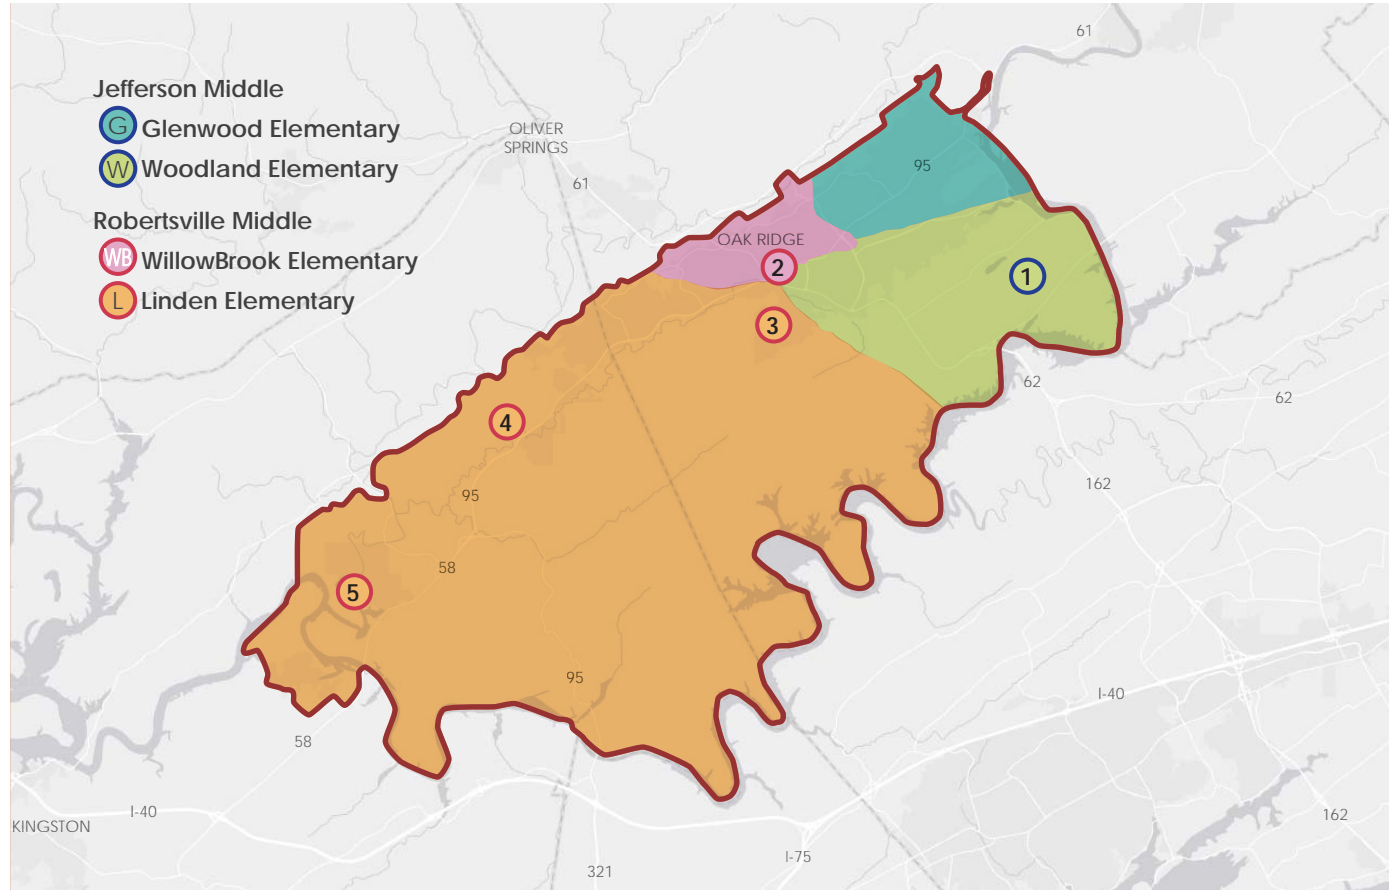 61
Jefferson Middle
G Glenwood Elementary
W Woodland Elementary
Robertsville Middle
WB WillowBrook Elementary
L Linden Elementary
OLIVER
SPRINGS
61
95
OAK RIDGE
2
1
3
62
62
4
162
95
58
5
95
I-40
58
I-40
KINGSTON
162
I-75
321